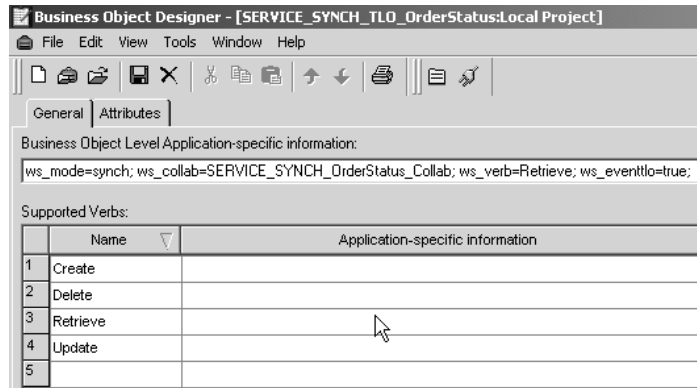 Business Object Designer - [SERVICE_SYNCH_TLO_OrderStatus:Local Project]
File Edit View Tools Window Help
General Attributes
Business Object Level Application-specific information:
ws_mode=synch; ws_collab=SERVICE_SYNCH_OrderStatus_Collab; ws_verb=Retrieve; ws_eventtlo=true;
Supported Verbs:
Name Application-specific information
1 Create
2 Delete
3 Retrieve
4 Update
5